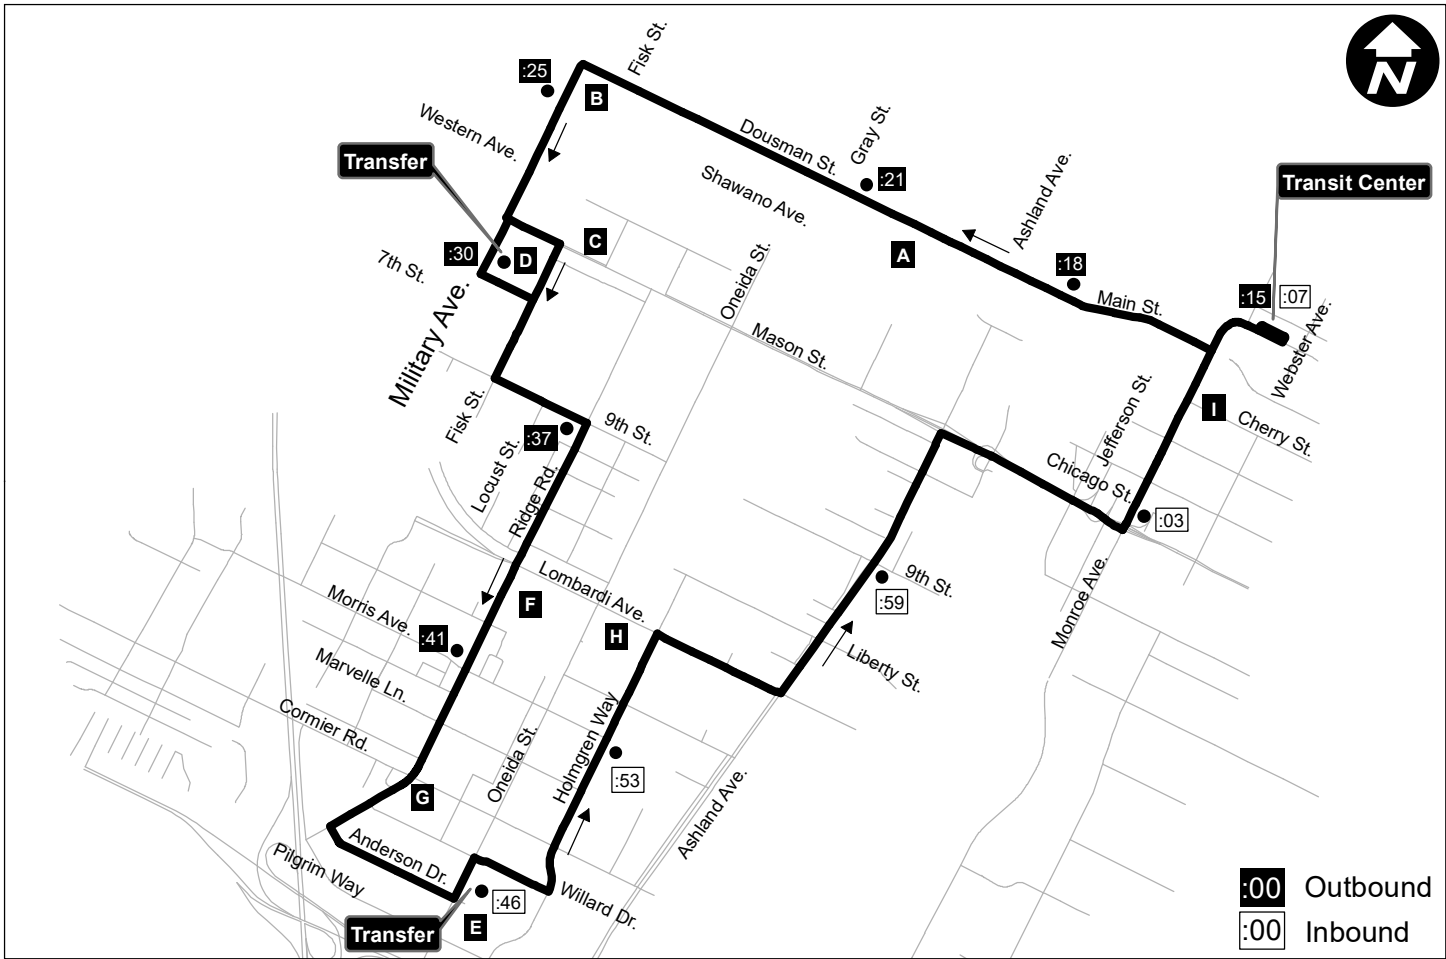 Fisk St.
N
:25
B
Western Ave.
Dousman St.
Gray St.
Transfer
:21
Ashland Ave.
Transit Center
Shawano Ave.
A
C
:30
D
7th St.
Oneida St.
:18
:15
:07
Main St.
Webster Ave.
Military Ave.
Mason St.
Jefferson St.
I
Cherry St.
Fisk St.
:37
9th St.
Locust St.
Ridge Rd.
Chicago St.
:03
Lombardi Ave.
9th St.
:59
Monroe Ave.
Morris Ave.
F
H
:41
Marvelle Ln.
Liberty St.
Cormier Rd.
Oneida St.
Holmgren Way
:53
G
Ashland Ave.
Anderson Dr.
Pilgrim Way
:46
Willard Dr.
Transfer
E
:00 Outbound
:00 Inbound